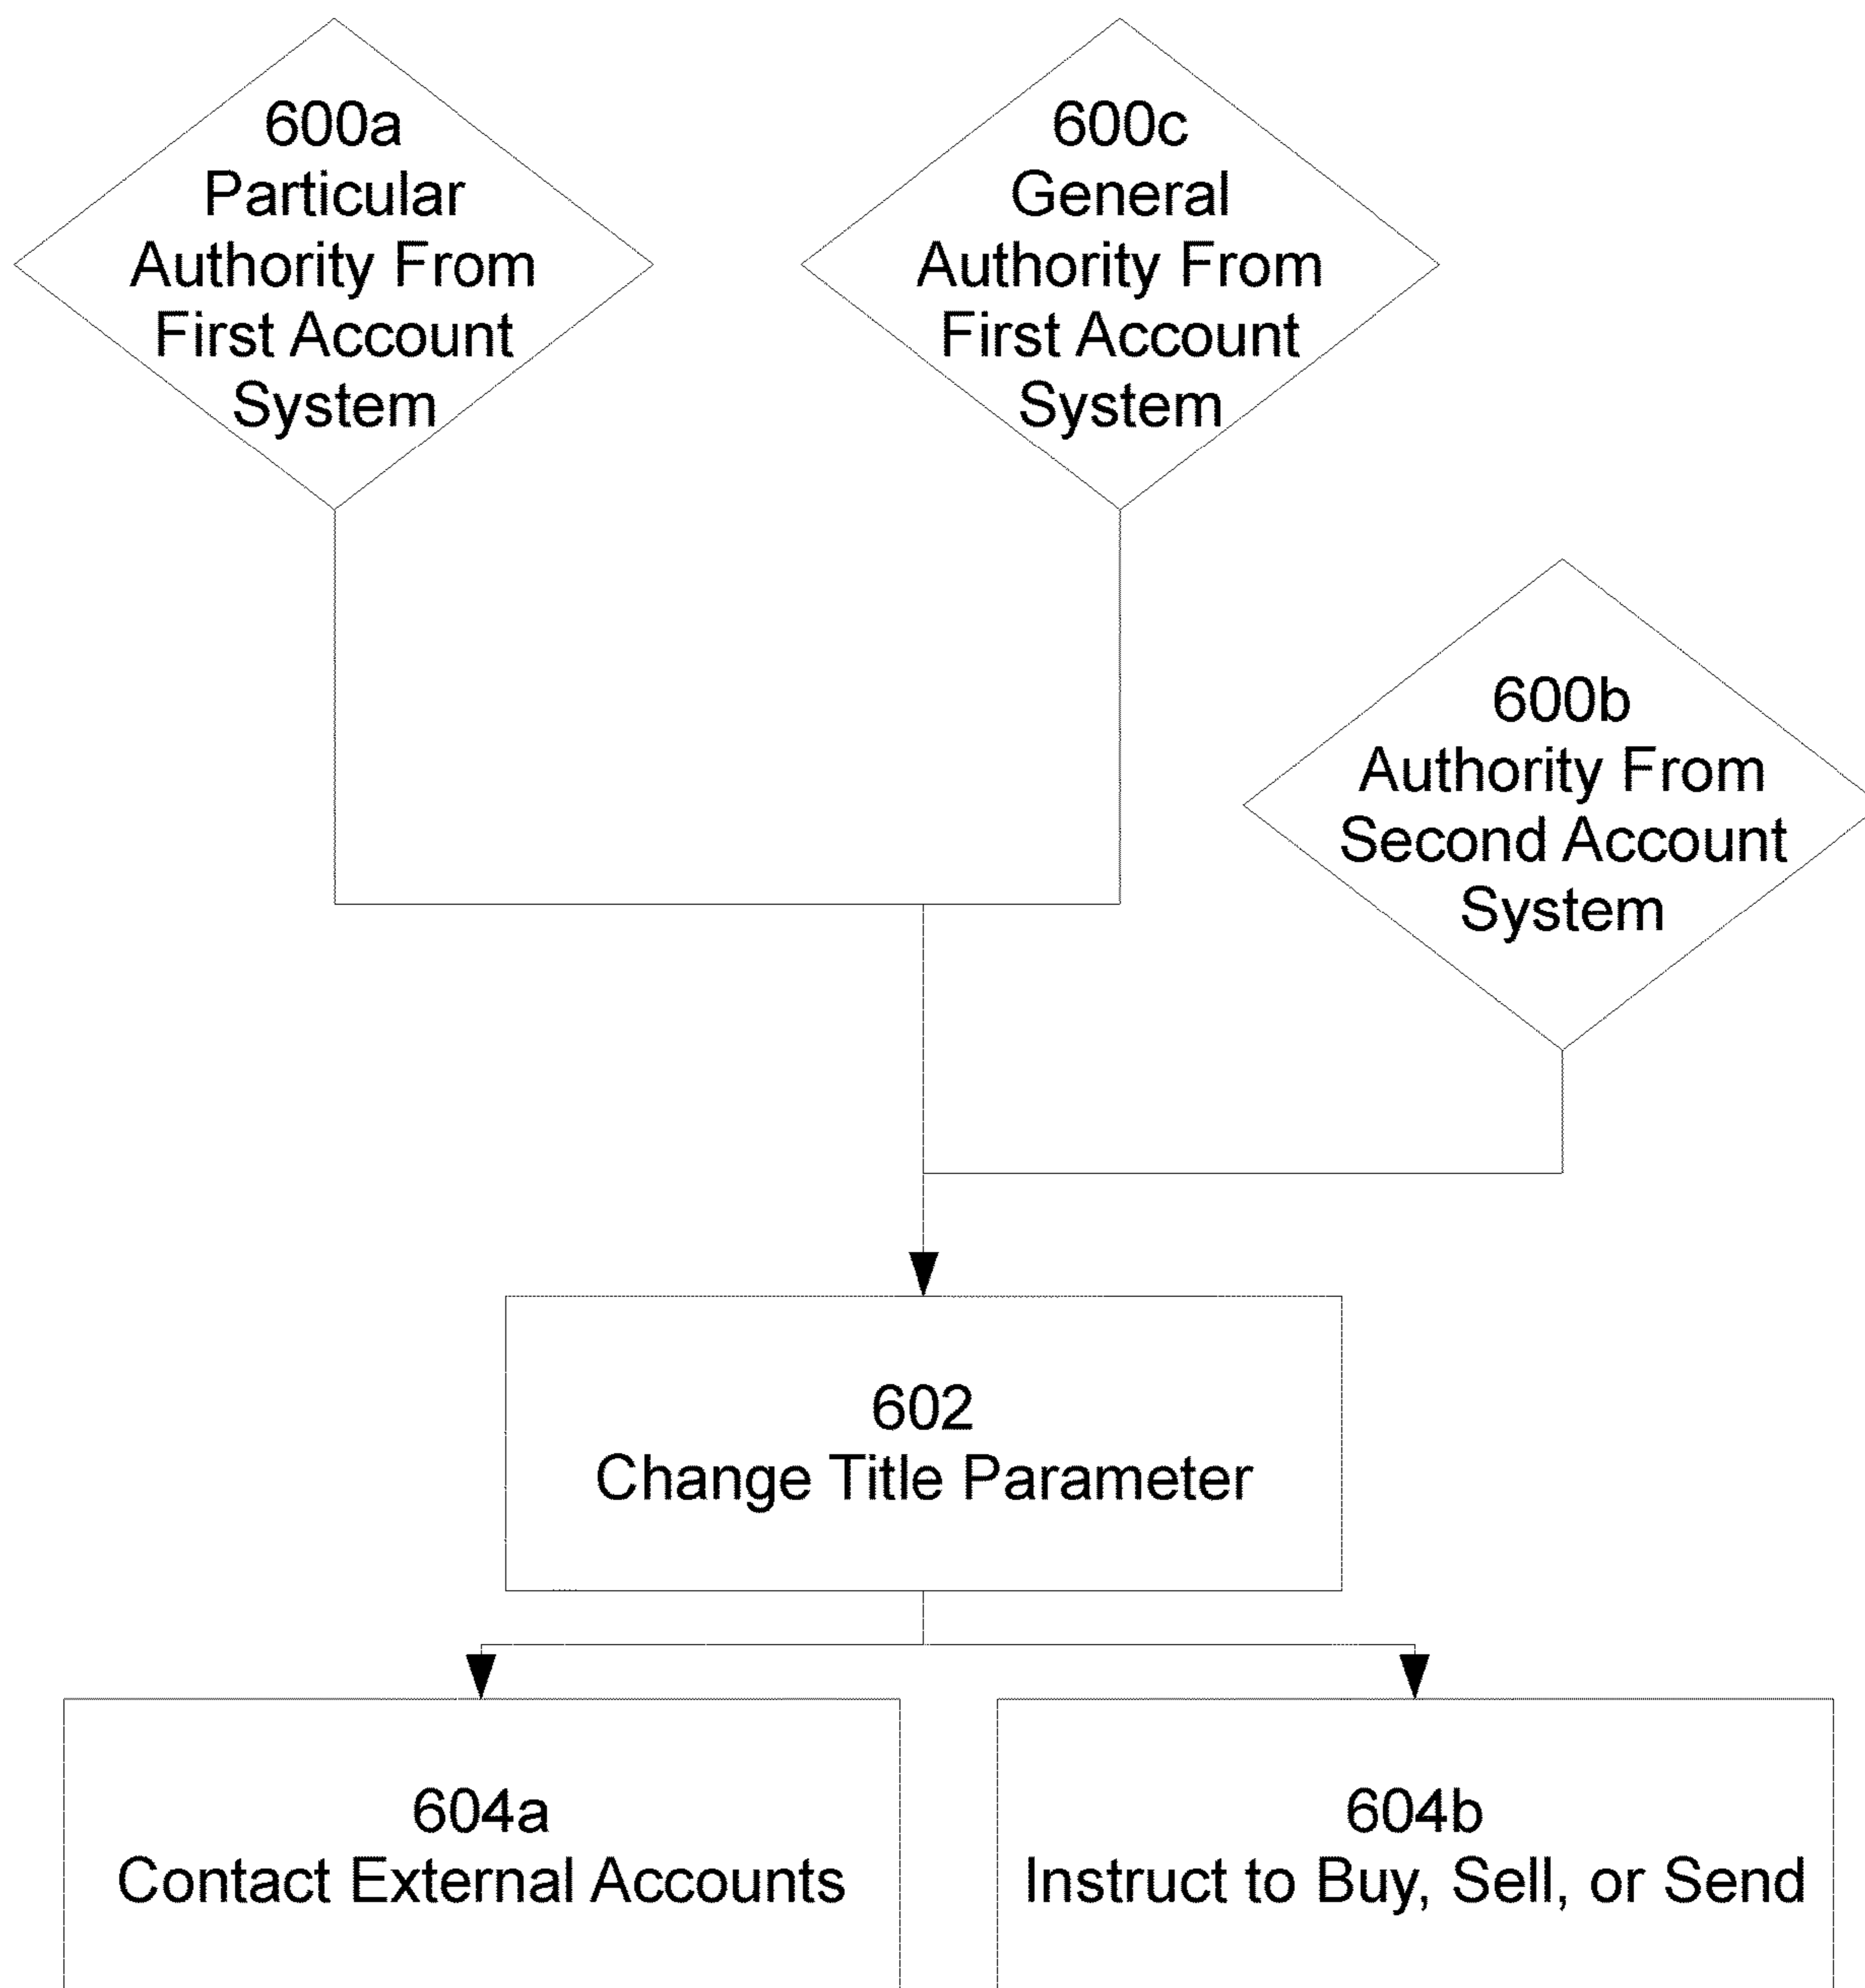 600a
Particular
Authority From
First Account
System
600c
General
Authority From
First Account
System
600b
Authority From
Second Account
System
602
Change Title Parameter
604a
Contact External Accounts
604b
Instruct to Buy, Sell, or Send